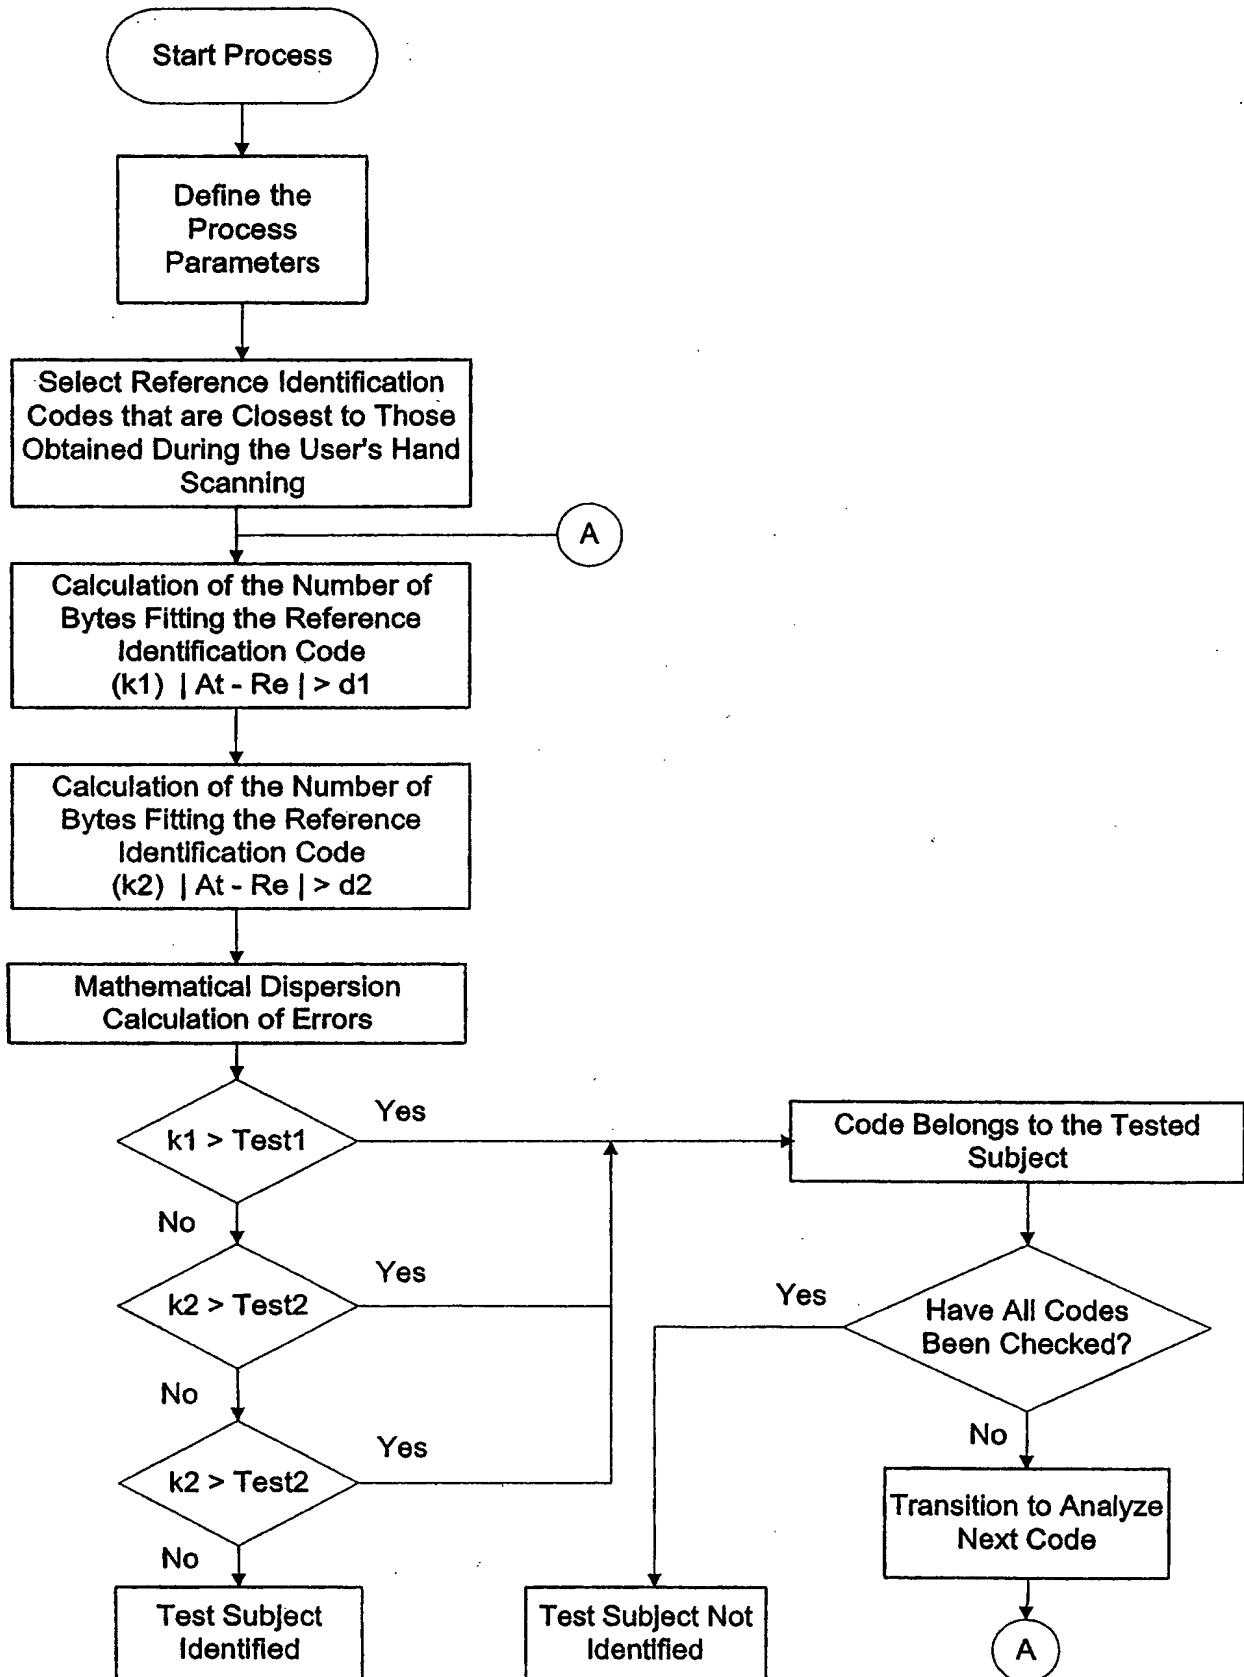 Start Process
Define the
Process
Parameters
Select Reference Identification
Codes that are Closest to Those
Obtained During the User's Hand
Scanning
A
Calculation of the Number of
Bytes Fitting the Reference
Identification Code
(k1) | At - Re | > d1
Calculation of the Number of
Bytes Fitting the Reference
Identification Code
(k2) | At - Re | > d2
Mathematical Dispersion
Calculation of Errors
k1 > Test1
Yes
No
k2 > Test2
Yes
No
k2 > Test2
Yes
No
Test Subject
Identified
Code Belongs to the Tested
Subject
Have All Codes
Been Checked?
Yes
No
Test Subject Not
Identified
Transition to Analyze
Next Code
A